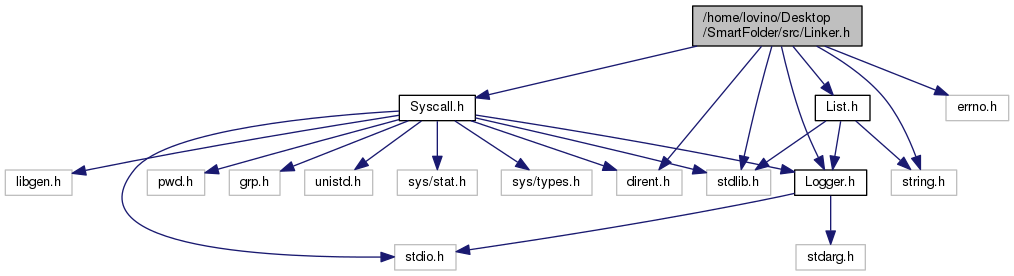 /home/lovino/Desktop
/SmartFolder/src/Linker.h
Syscall.h
List.h
errno.h
libgen.h
pwd.h
grp.h
unistd.h
sys/stat.h
sys/types.h
dirent.h
stdlib.h
Logger.h
string.h
stdio.h
stdarg.h